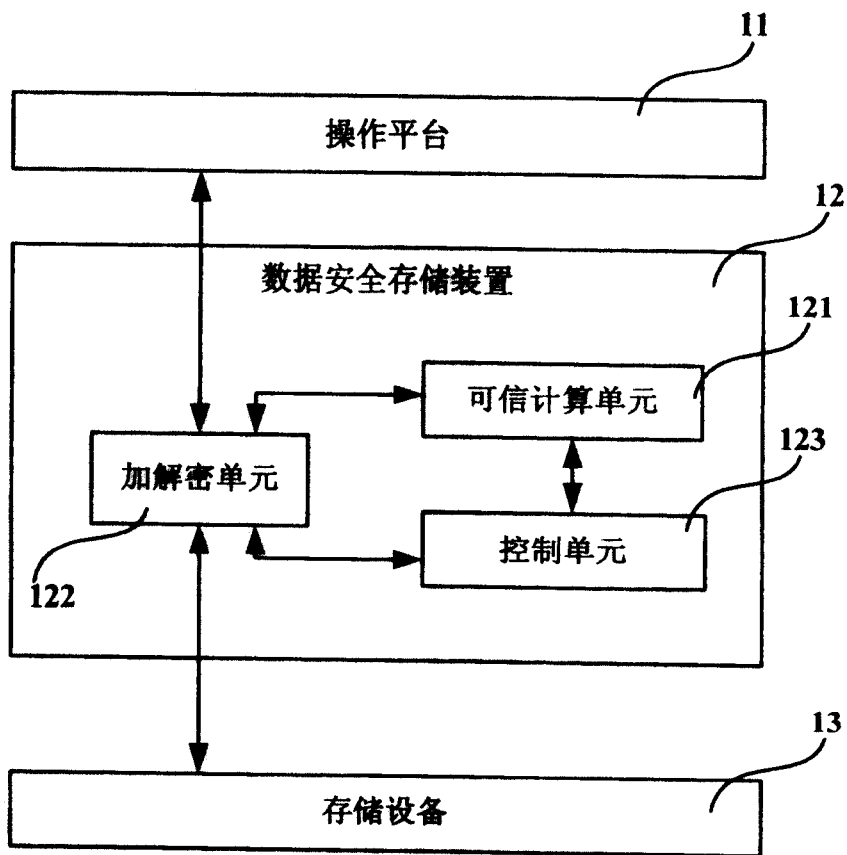 11
操作平台
12
数据安全存储装置
121
可信计算单元
加解密单元
123
控制单元
122
13
存储设备